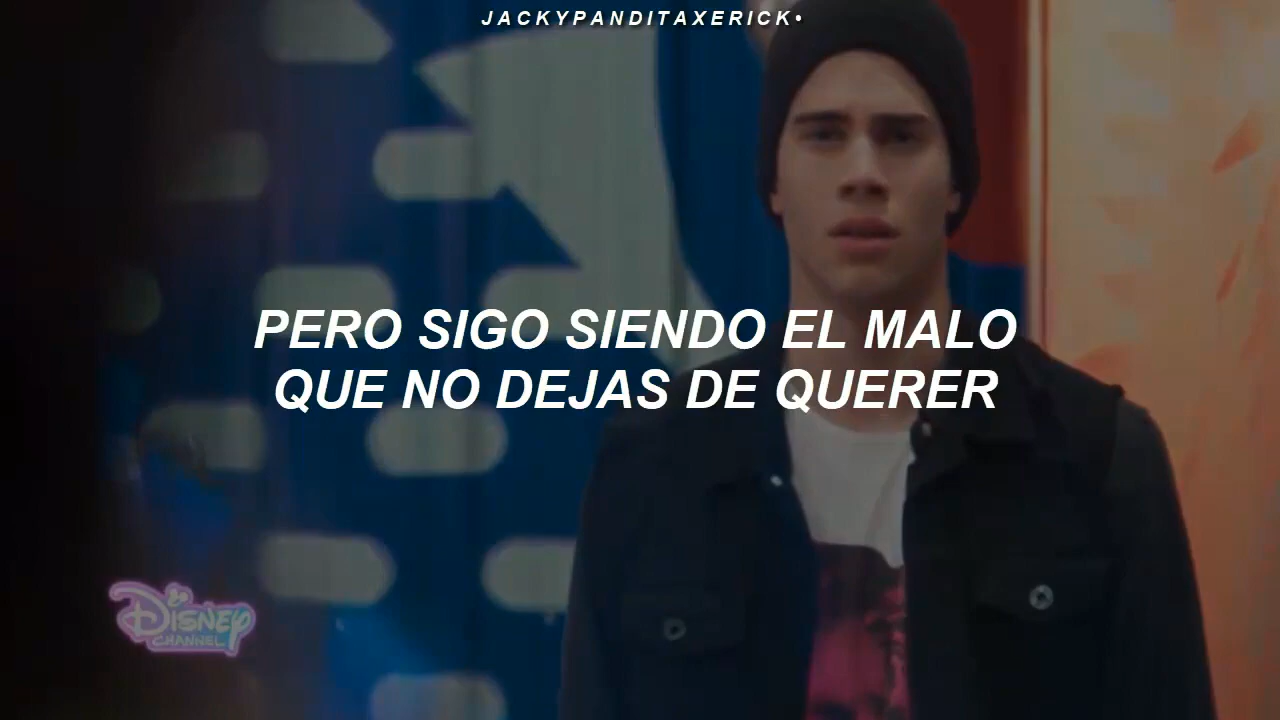 JACKYPANDITAXERICK•
PERO SIGO SIENDO EL MALO
QUE NO DEJAS DE QUERER
DISNEY
CHANNEL